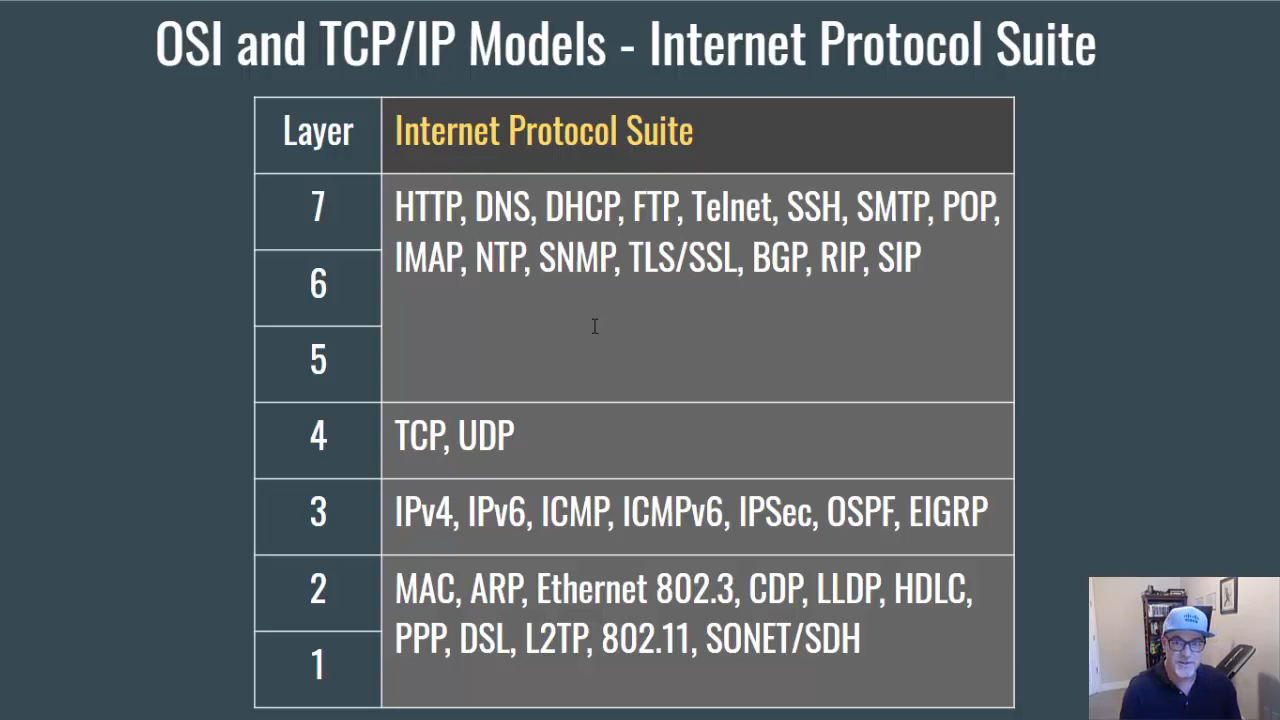 OSI and TCP/IP Models - Internet Protocol Suite
Layer
Internet Protocol Suite
7
HTTP, DNS, DHCP, FTP, Telnet, SSH, SMTP, POP,
IMAP, NTP, SNMP, TLS/SSL, BGP, RIP, SIP
6
5
4
TCP, UDP
3
IPv4, IPv6, ICMP, ICMPv6, IPSec, OSPF, EIGRP
2
MAC, ARP, Ethernet 802.3, CDP, LLDP, HDLC,
PPP, DSL, L2TP, 802.11, SONET/SDH
1